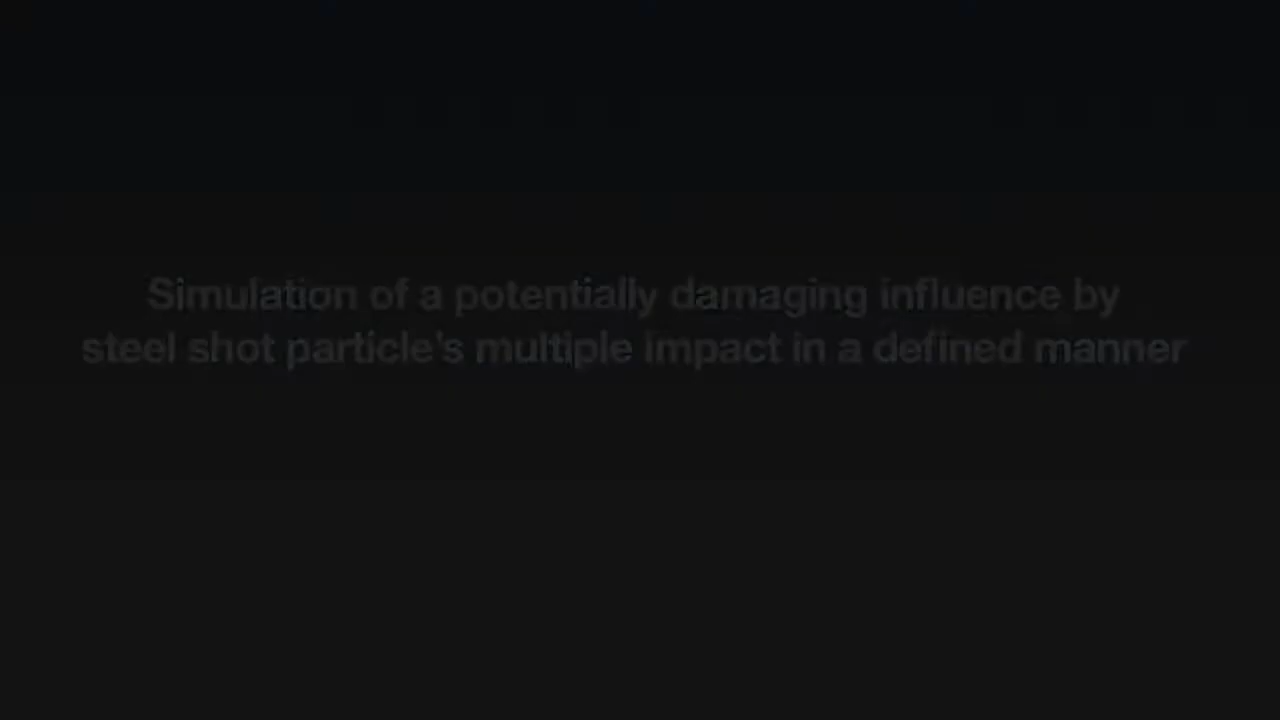 Simulation of a potentially damaging influence by
steel shot particle's multiple impact in a defined manner